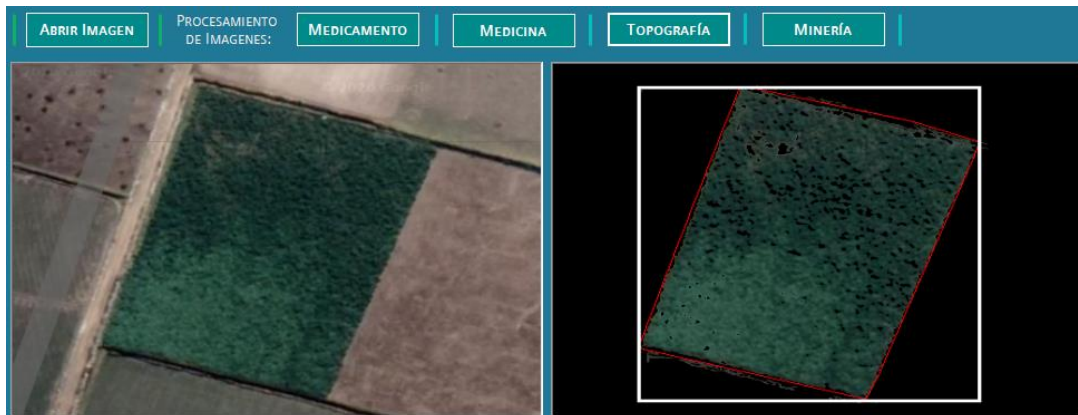 ABRIR IMAGEN
PROCESAMIENTO
DE IMAGENES:
MEDICAMENTO
MEDICINA
TOPOGRAFÍA
MINERÍA